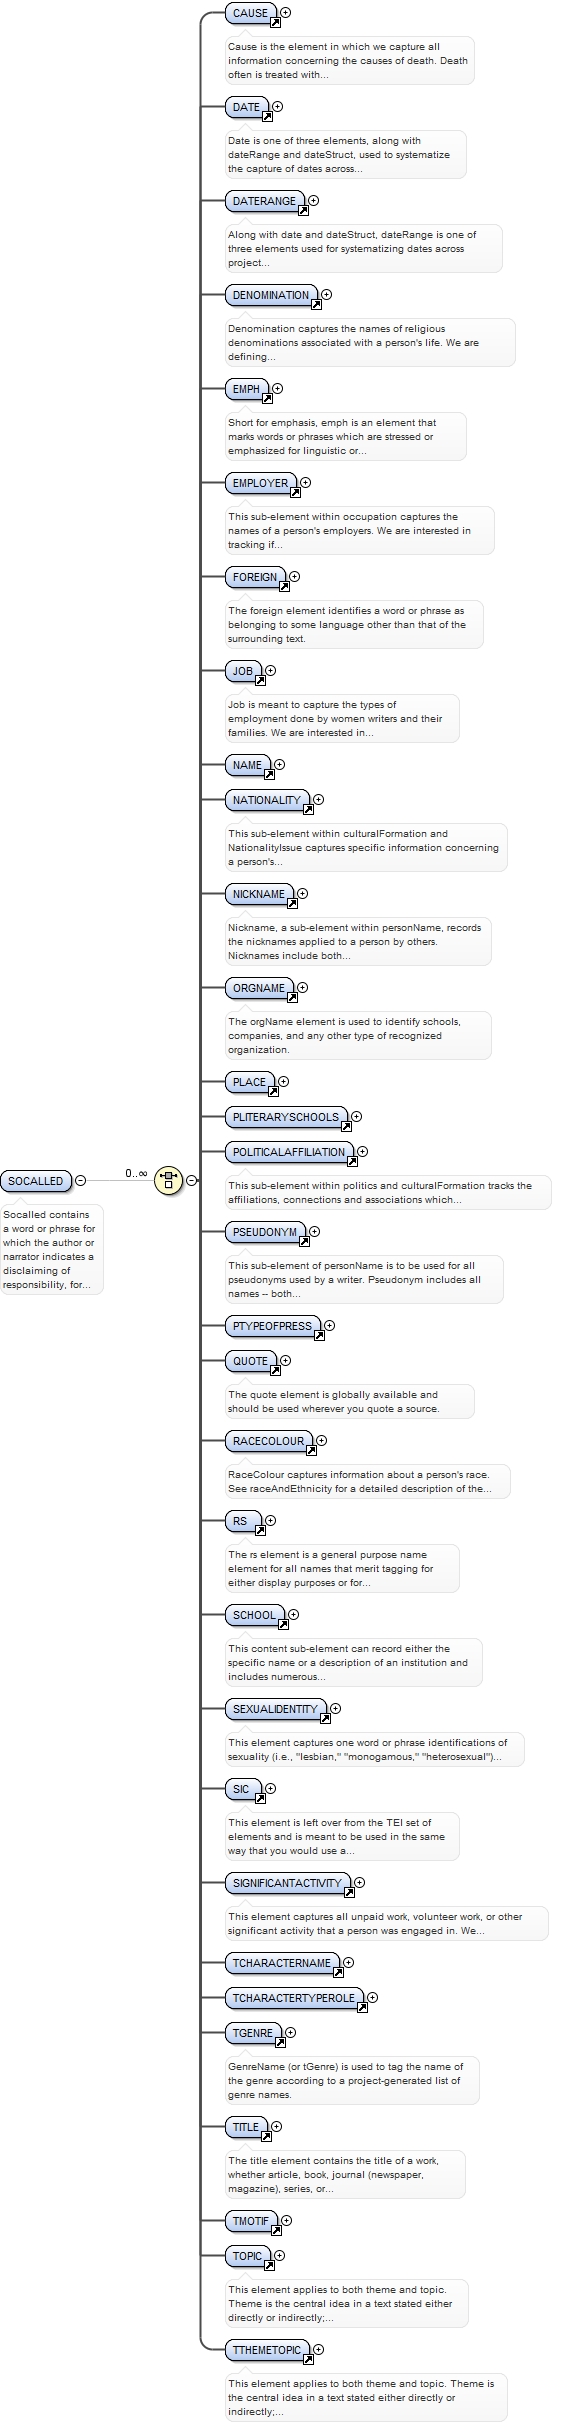 CAUSE
Cause is the element in which we capture all
information concerning the causes of death. Death
often is treated with...
DATE
Date is one of three elements, along with
dateRange and dateStruct, used to systematize
the capture of dates across...
DATERANGE
Along with date and dateStruct, dateRange is one of
three elements used for systematizing dates across
project...
DENOMINATION
Denomination captures the names of religious
denominations associated with a person's life. We are
defining...
EMPH
Short for emphasis, emph is an element that
marks words or phrases which are stressed or
emphasized for linguistic or...
EMPLOYER
This sub-element within occupation captures the
names of a person's employers. We are interested in
tracking if...
FOREIGN
The foreign element identifies a word or phrase as
belonging to some language other than that of the
surrounding text.
JOB
Job is meant to capture the types of
employment done by women writers and their
families. We are interested in...
NAME
NATIONALITY
This sub-element within culturalFormation and
NationalityIssue captures specific information concerning
a person's...
NICKNAME
Nickname, a sub-element within personName, records
the nicknames applied to a person by others.
Nicknames include both...
ORGNAME
The orgName element is used to identify schools,
companies, and any other type of recognized
organization.
PLACE
PLITERARYSCHOOLS
POLITICALAFFILIATION
This sub-element within politics and culturalFormation tracks the
affiliations, connections and associations which...
SOCALLED
0..∞
Socalled contains
a word or phrase for
which the author or
narrator indicates a
disclaiming of
responsibility, for...
PSEUDONYM
This sub-element of personName is to be used for all
pseudonyms used by a writer. Pseudonym includes all
names -- both...
PTYPEOFPRESS
QUOTE
The quote element is globally available and
should be used wherever you quote a source.
RACECOLOUR
RaceColour captures information about a person's race.
See raceAndEthnicity for a detailed description of the...
RS
The rs element is a general purpose name
element for all names that merit tagging for
either display purposes or for...
SCHOOL
This content sub-element can record either the
specific name or a description of an institution and
includes numerous...
SEXUALIDENTITY
This element captures one word or phrase identifications of
sexuality (i.e., "lesbian," "monogamous," "heterosexual")...
SIC
This element is left over from the TEI set of
elements and is meant to be used in the same
way that you would use a...
SIGNIFICANTACTIVITY
This element captures all unpaid work, volunteer work, or other
significant activity that a person was engaged in. We...
TCHARACTERNAME
TCHARACTERTYPEROLE
TGENRE
GenreName (or tGenre) is used to tag the name of
the genre according to a project-generated list of
genre names.
TITLE
The title element contains the title of a work,
whether article, book, journal (newspaper,
magazine), series, or...
TMOTIF
TOPIC
This element applies to both theme and topic.
Theme is the central idea in a text stated either
directly or indirectly;...
TTHEMETOPIC
This element applies to both theme and topic. Theme is
the central idea in a text stated either directly or
indirectly;...